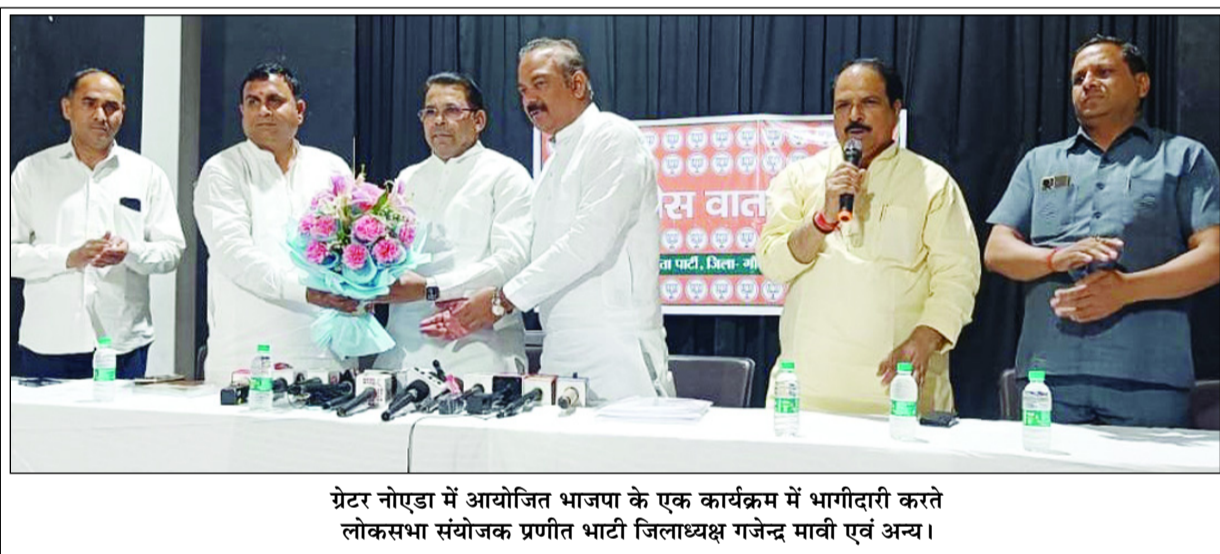 स वात
ता पार्टी, जिला- गौ
ग्रेटर नोएडा में आयोजित भाजपा के एक कार्यक्रम में भागीदारी करते
लोकसभा संयोजक प्रणीत भाटी जिलाध्यक्ष गजेन्द्र मावी एवं अन्य।